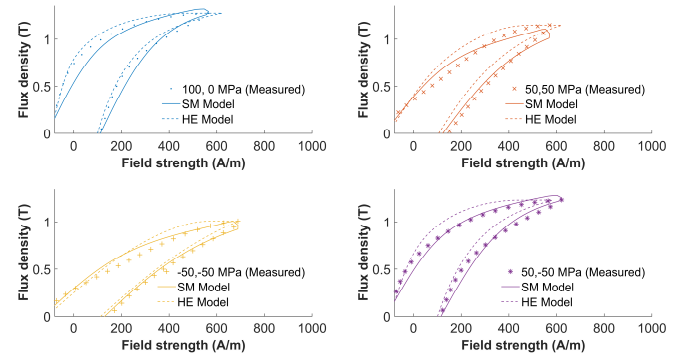 Flux density (T)
1
0.5
0
100, 0 MPa (Measured)
SM Model
HE Model
0 200 400 600 800 1000
Field strength (A/m)
Flux density (T)
1
0.5
0
50,50 MPa (Measured)
SM Model
HE Model
0 200 400 600 800 1000
Field strength (A/m)
Flux density (T)
1
0.5
0
-50,-50 MPa (Measured)
SM Model
HE Model
0 200 400 600 800 1000
Field strength (A/m)
Flux density (T)
1
0.5
0
50,-50 MPa (Measured)
SM Model
HE Model
0 200 400 600 800 1000
Field strength (A/m)